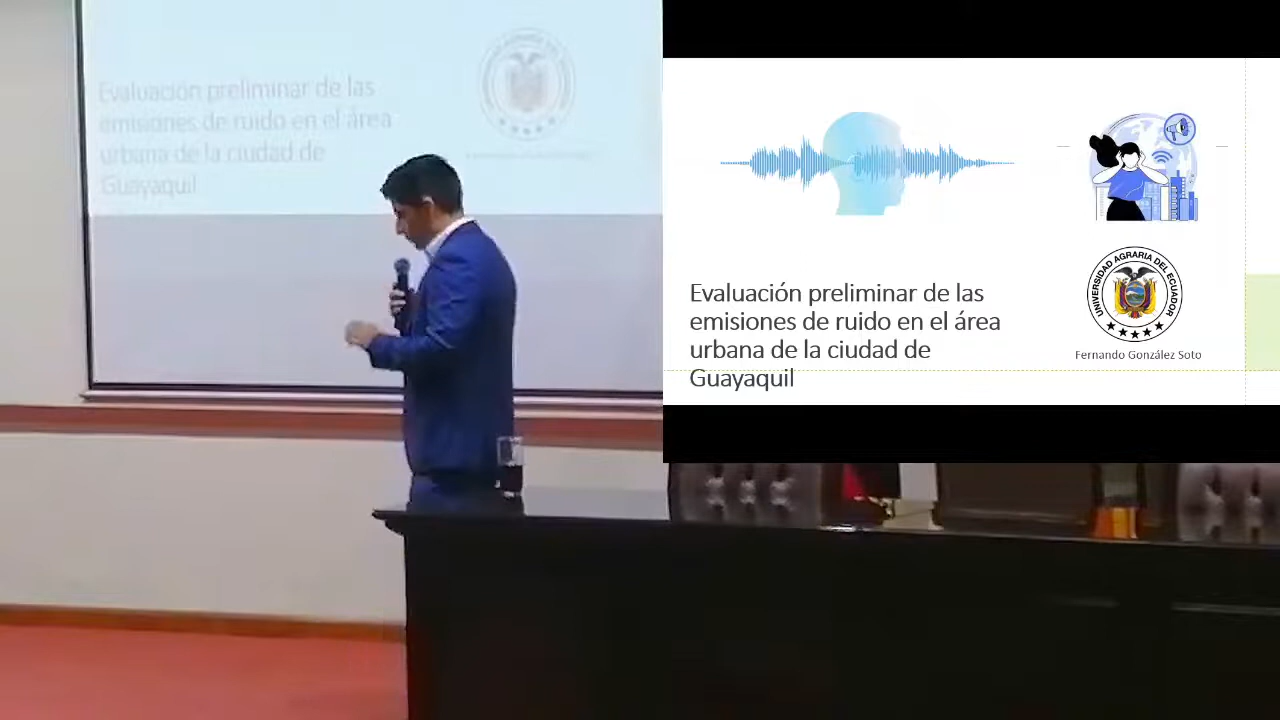 Evaluación preliminar de las
emisiones de ruido en el área
urbana de la ciudad de
Guayaquil
Evaluación preliminar de las
emisiones de ruido en el área
urbana de la ciudad de
Guayaquil
UNIVERSIDAD AGRARIA DEL ECUADOR
Fernando González Soto